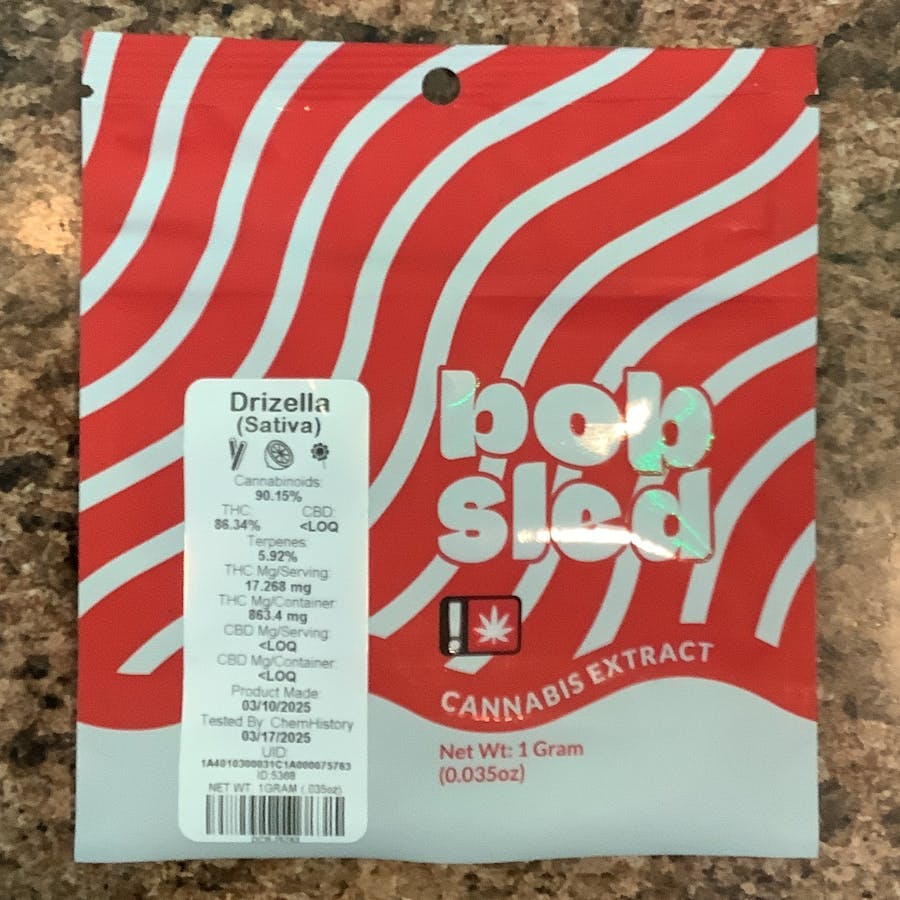 Drizella
(Sativa)
Cannabinoids:
90.15%
THC: CBD:
86.34% <LOQ
Terpenes:
5.92%
THC Mg/Serving:
17.268 mg
THC Mg/Container:
863.4 mg
CBD Mg/Serving:
<LOQ
CBD Mg/Container:
<LOQ
Product Made:
03/10/2025
Tested By: ChemHistory
03/17/2025
UID:
1A4010300031C1A000075763
ID:5368
NET WT. 1GRAM (.035oz)
bob
sled
!
CANNABIS EXTRACT
Net Wt: 1 Gram
(0.035oz)